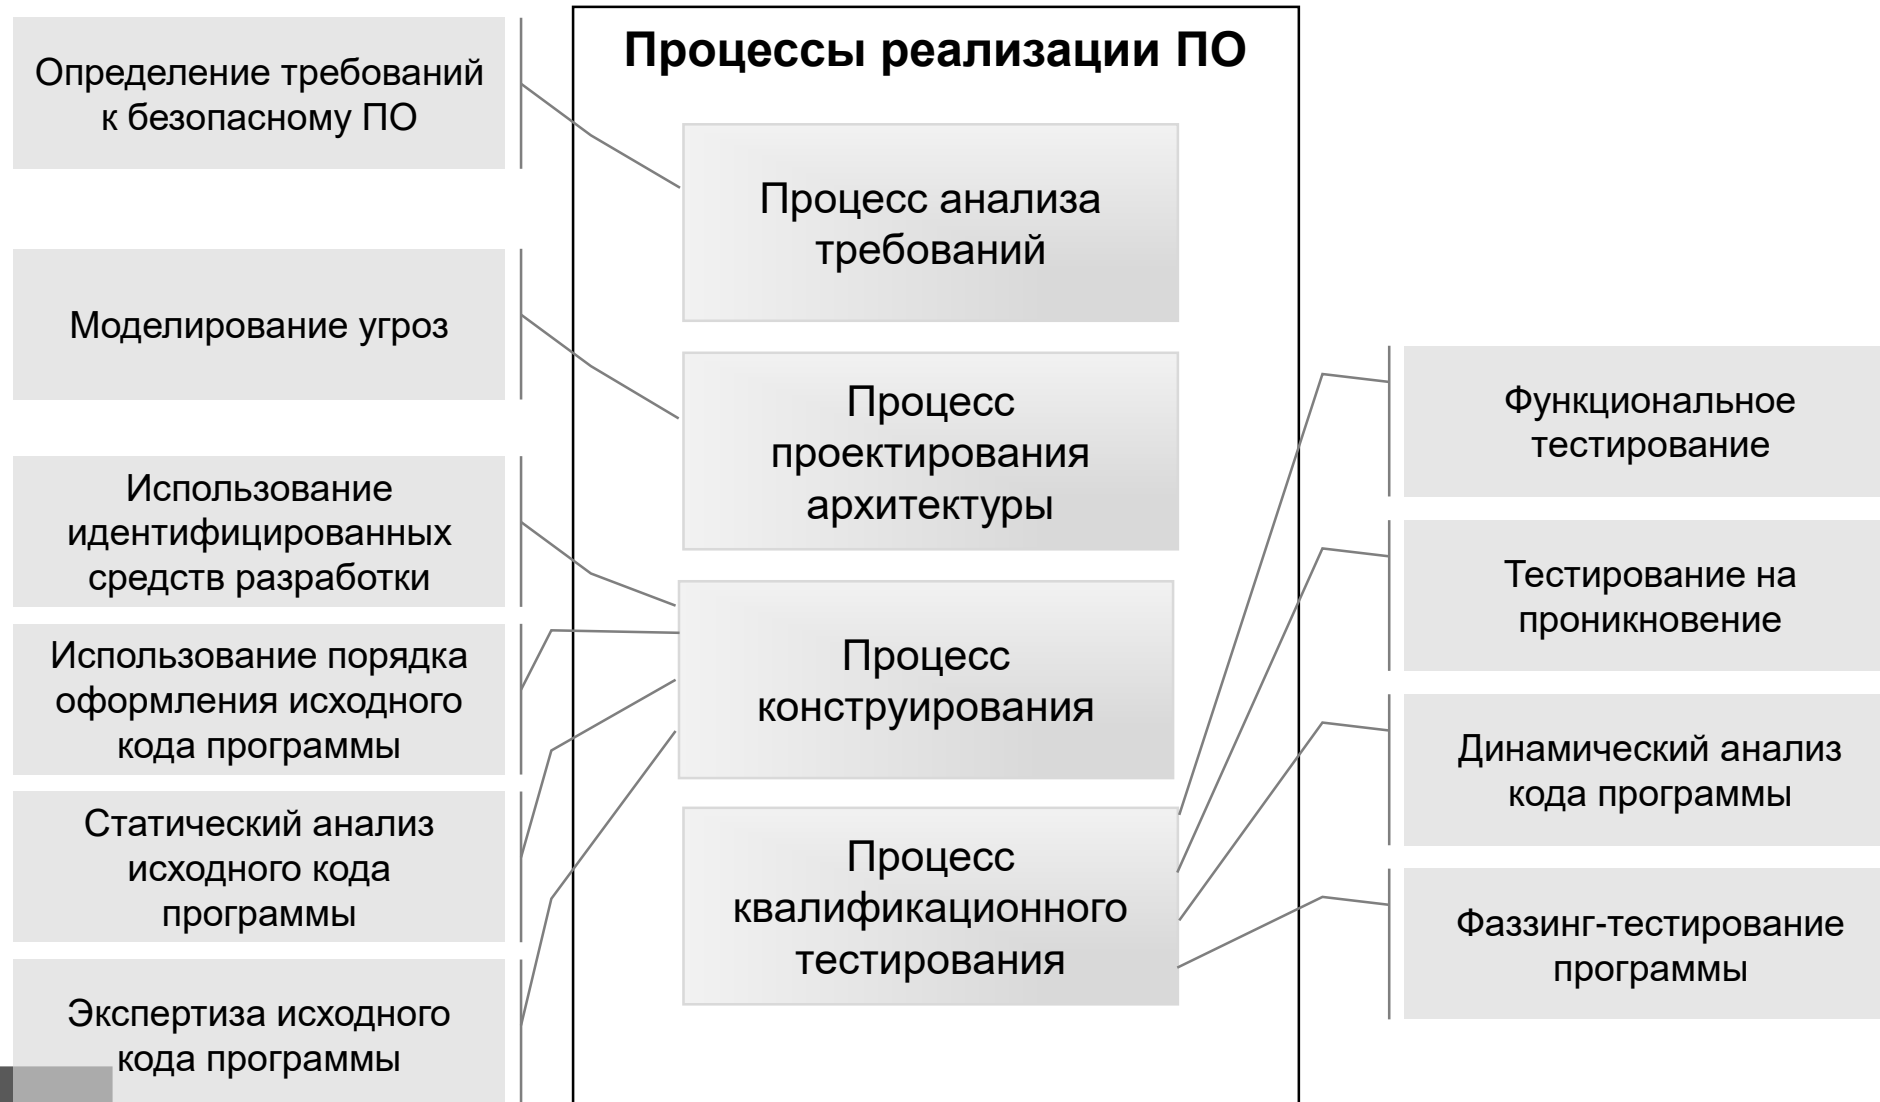 Процессы реализации ПО
Определение требований
к безопасному ПО
Моделирование угроз
Использование
идентифицированных
средств разработки
Использование порядка
оформления исходного
кода программы
Статический анализ
исходного кода
программы
Экспертиза исходного
кода программы
Процесс анализа
требований
Процесс
проектирования
архитектуры
Процесс
конструирования
Процесс
квалификационного
тестирования
Функциональное
тестирование
Тестирование на
проникновение
Динамический анализ
кода программы
Фаззинг-тестирование
программы